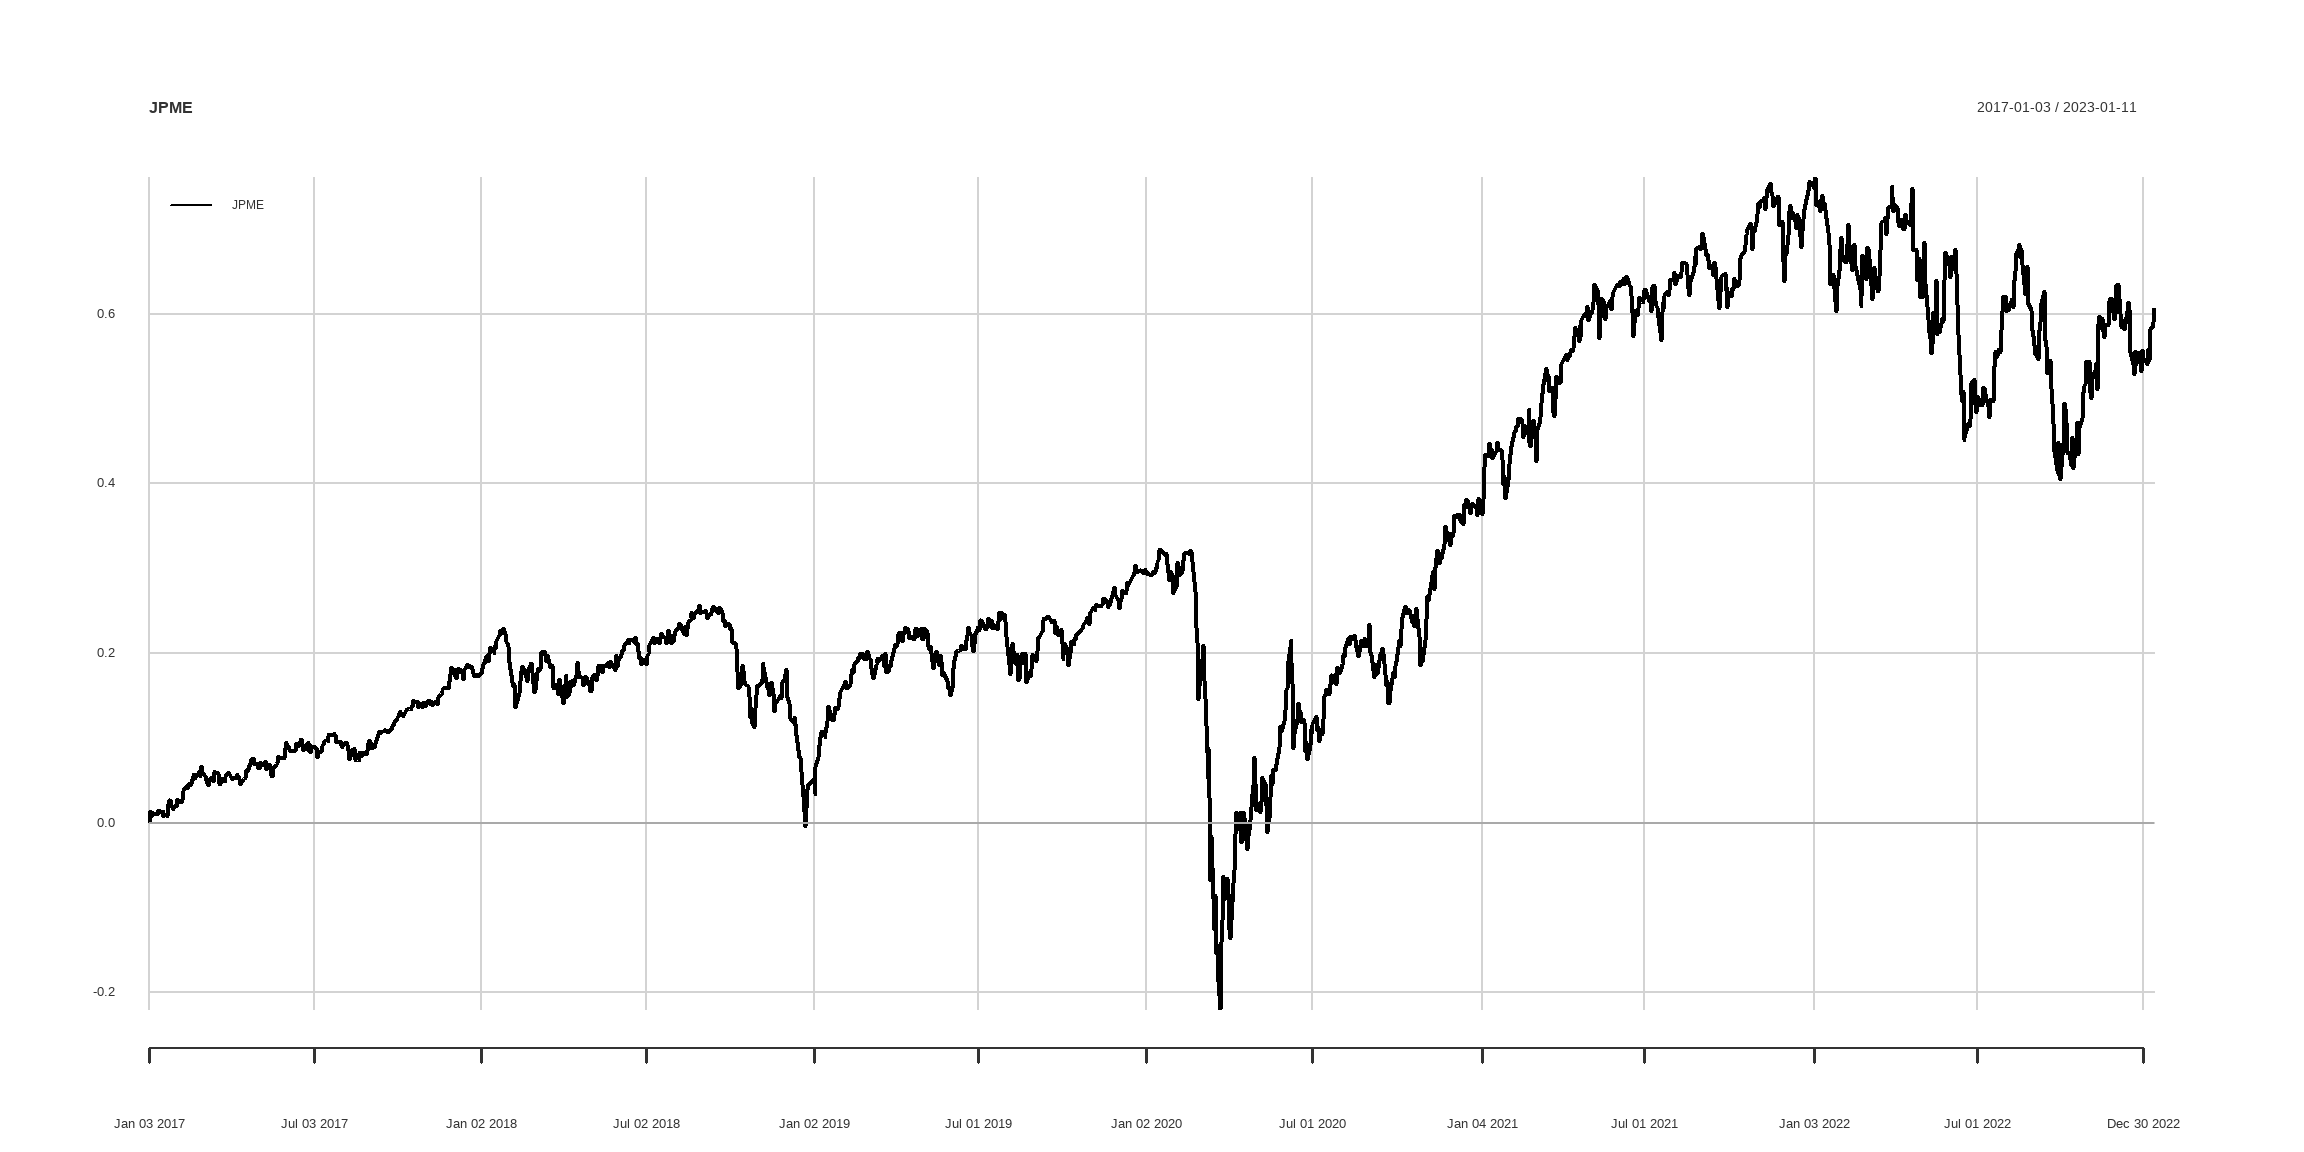 JPME
2017-01-03 / 2023-01-11
JPME
0.6
0.4
0.2
0.0
-0.2
Jan 03 2017
Jul 03 2017
Jan 02 2018
Jul 02 2018
Jan 02 2019
Jul 01 2019
Jan 02 2020
Jul 01 2020
Jan 04 2021
Jul 01 2021
Jan 03 2022
Jul 01 2022
Dec 30 2022